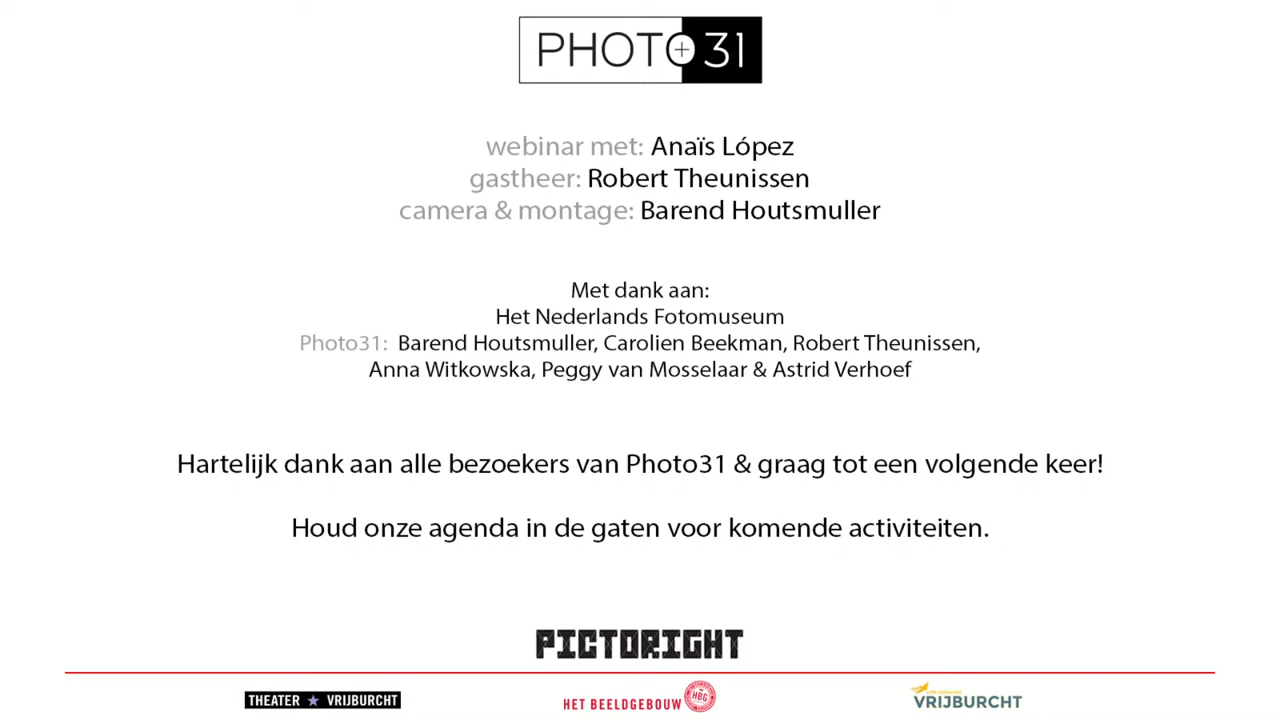 PHOTO 31
webinar met: Anaïs López
gastheer: Robert Theunissen
camera & montage: Barend Houtsmuller
Met dank aan:
Het Nederlands Fotomuseum
Photo31: Barend Houtsmuller, Carolien Beekman, Robert Theunissen,
Anna Witkowska, Peggy van Mosselaar & Astrid Verhoef
Hartelijk dank aan alle bezoekers van Photo31 & graag tot een volgende keer!
Houd onze agenda in de gaten voor komende activiteiten.
PICTORIGHT
THEATER ★ VRIJBURCHT
HET BEELDGEBOUW HBG
VRIJBURCHT